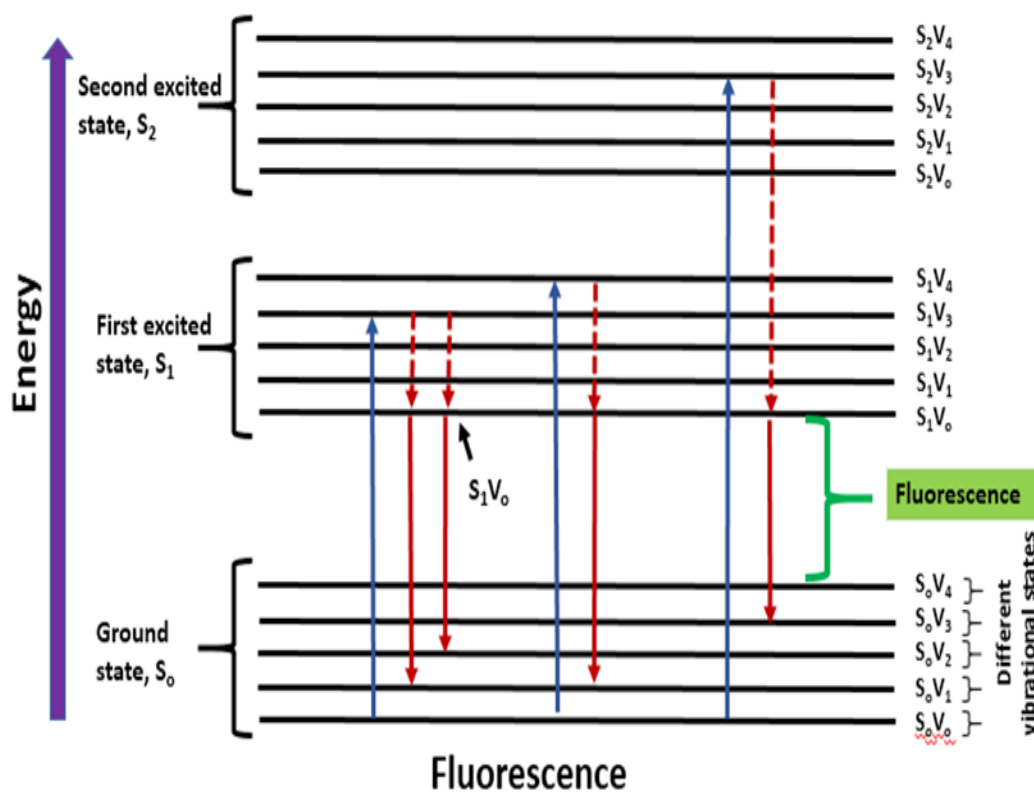 S₂V₄
S₂V₃
S₂V₂
S₂V₁
S₂Vₒ
Second excited
state, S₂
Energy
S₁V₄
S₁V₃
S₁V₂
S₁V₁
S₁Vₒ
First excited
state, S₁
S₁Vₒ
Fluorescence
SₒV₄
SₒV₃
SₒV₂
SₒV₁
SₒVₒ
Ground
state, Sₒ
Different
vibrational states
Fluorescence